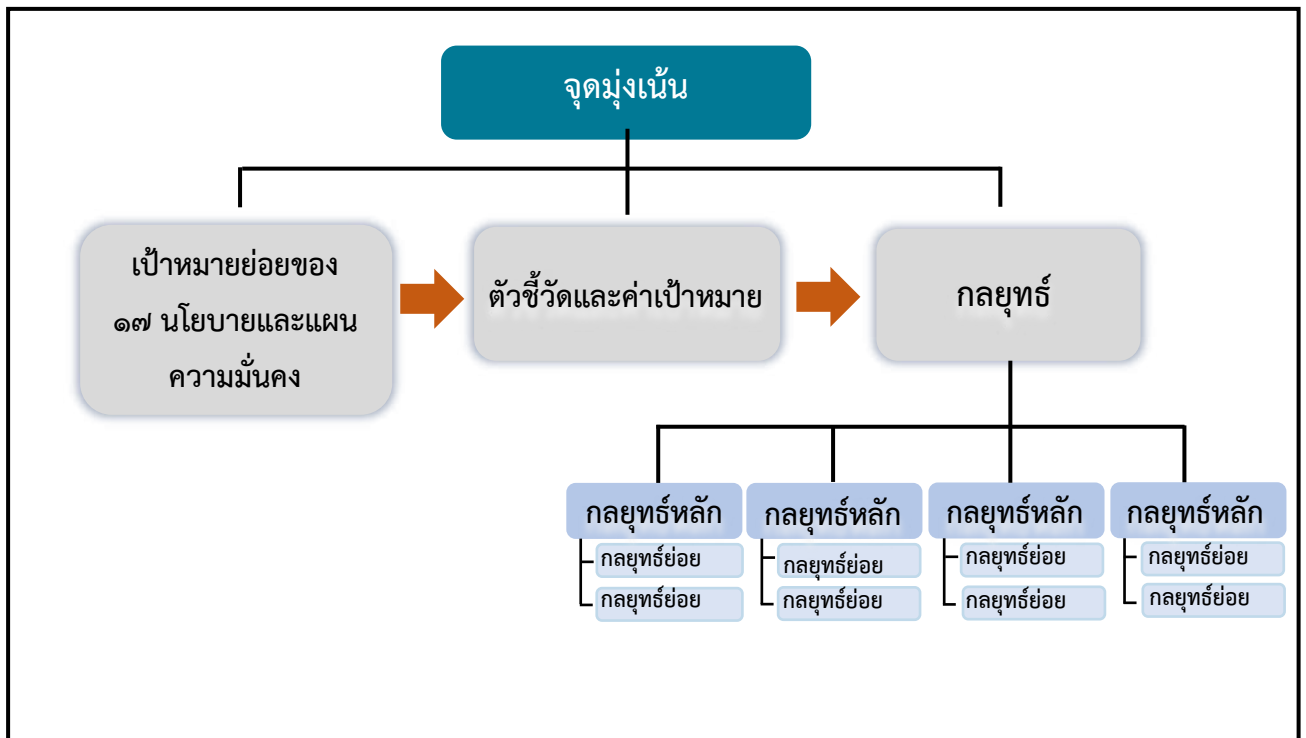 จุดมุ่งเน้น
เป้าหมายย่อยของ
๑๗ นโยบายและแผน
ความมั่นคง
ตัวชี้วัดและค่าเป้าหมาย
กลยุทธ์
กลยุทธ์หลัก
กลยุทธ์ย่อย
กลยุทธ์ย่อย
กลยุทธ์หลัก
กลยุทธ์ย่อย
กลยุทธ์ย่อย
กลยุทธ์หลัก
กลยุทธ์ย่อย
กลยุทธ์ย่อย
กลยุทธ์หลัก
กลยุทธ์ย่อย
กลยุทธ์ย่อย